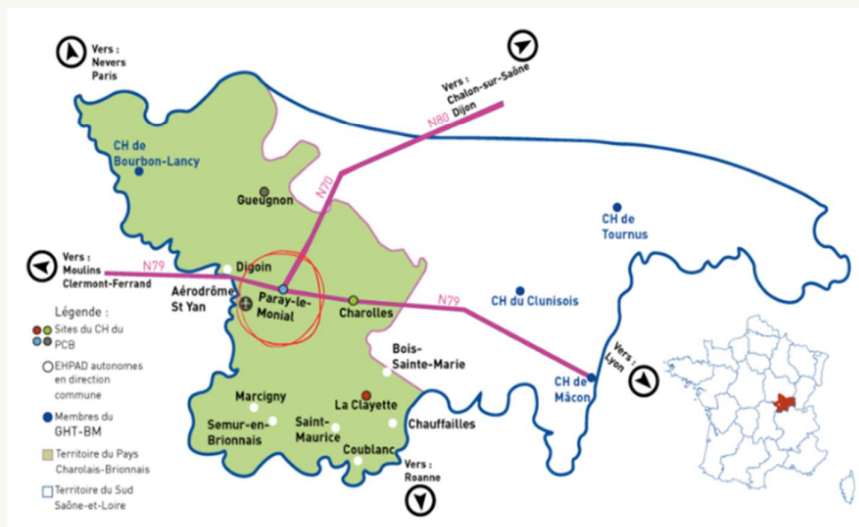 Vers :
Nevers
Paris
Vers :
Chalon-sur-Saône
Dijon
N80
CH de
Bourbon-Lancy
N70
Gueugnon
CH de
Tournus
Vers :
Moulins
Clermont-Ferrand
N79
Digoin
Aérodrôme
St Yan
Paray-le-
Monial
Charolles
N79
CH du Clunisois
Légende :
Sites du CH du
PCB
EHPAD autonomes
en direction
commune
Membres du
GHT-BM
Territoire du Pays
Charolais-Brionnais
Territoire du Sud
Saône-et-Loire
Bois-
Sainte-Marie
Vers :
Lyon
CH de
Mâcon
Marcigny
La Clayette
Semur-en-
Brionnais
Saint-
Maurice
Chauffailles
Coublanc
Vers :
Roanne